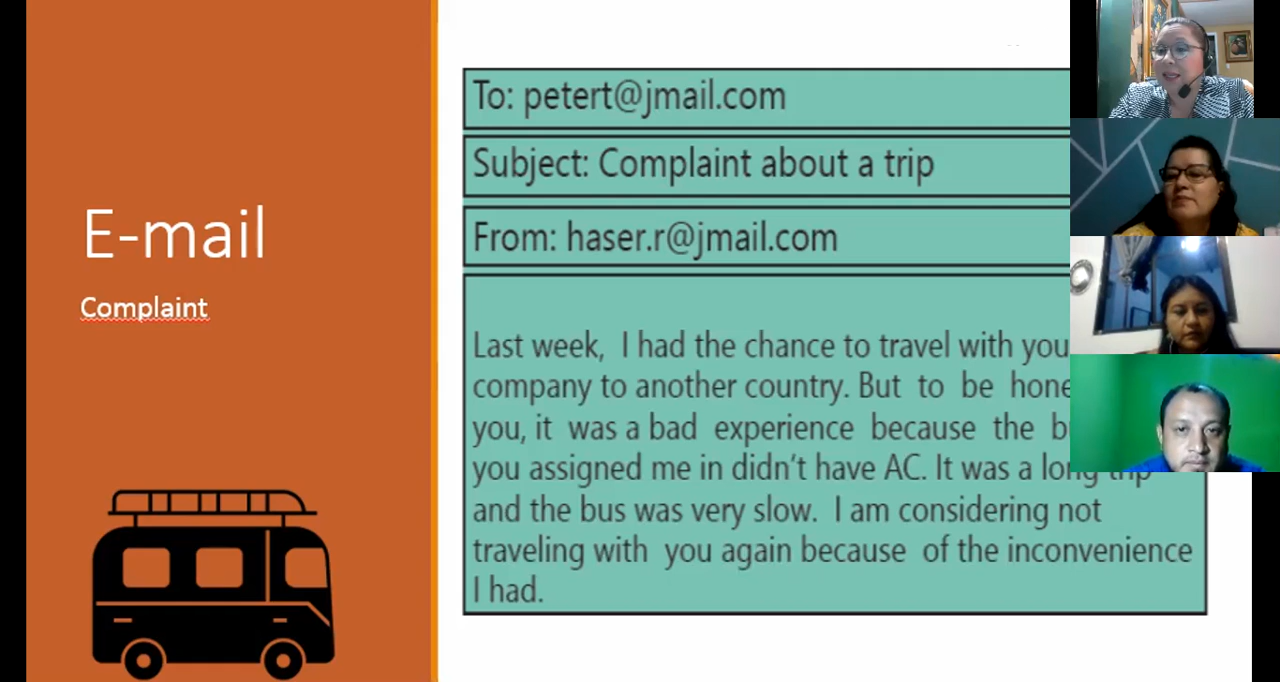 E-mail
Complaint
To: petert@jmail.com
Subject: Complaint about a trip
From: haser.r@jmail.com
Last week, I had the chance to travel with you
company to another country. But to be
you, it was a bad experience because the
you assigned me in didn't have AC. It was a long trip
and the bus was very slow. I am considering not
traveling with you again because of the inconvenience
I had.